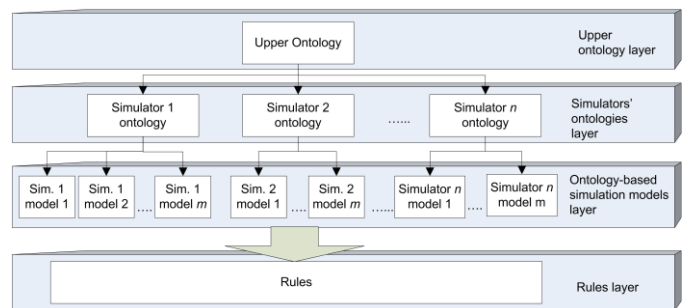 Upper Ontology
Upper
ontology layer
Simulator 1
ontology
Simulator 2
ontology
......
Simulator n
ontology
Simulators'
ontologies
layer
Sim. 1
model 1
Sim. 1
model 2
....
Sim. 1
model m
Sim. 2
model 1
....
Sim. 2
model m
......
Simulator n
model 1
....
Simulator n
model m
Ontology-based
simulation models
layer
Rules
Rules layer